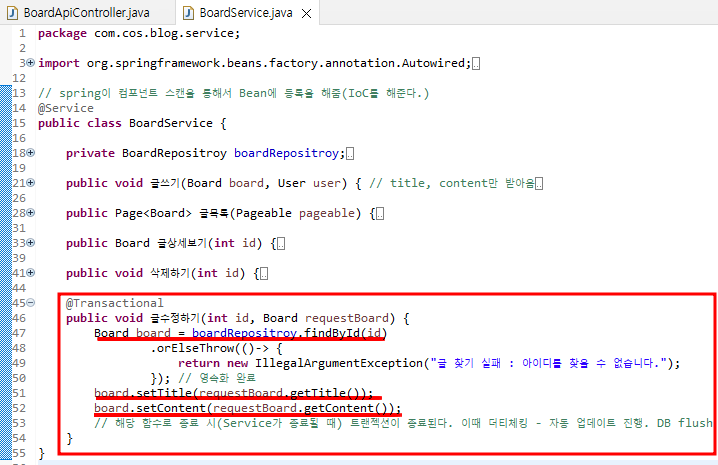 BoardApiController.java
BoardService.java
1 package com.cos.blog.service;
2
3 import org.springframework.beans.factory.annotation.Autowired;
12
13 // spring이 컴포넌트 스캔을 통해서 Bean에 등록을 해줌(IoC를 해준다.)
14 @Service
15 public class BoardService {
16
18 private BoardRepositroy boardRepositroy;
19
21 public void 글쓰기(Board board, User user) { // title, content만 받아옴
26
28 public Page<Board> 글목록(Pageable pageable) {
31
33 public Board 글상세보기(int id) {
39
41 public void 삭제하기(int id) {
44
45 @Transactional
46 public void 글수정하기(int id, Board requestBoard) {
47 Board board = boardRepositroy.findById(id)
48 .orElseThrow(()-> {
49 return new IllegalArgumentException("글 찾기 실패 : 아이디를 찾을 수 없습니다.");
50 }); // 영속화 완료
51 board.setTitle(requestBoard.getTitle());
52 board.setContent(requestBoard.getContent());
53 // 해당 함수로 종료 시(Service가 종료될 때) 트랜젝션이 종료된다. 이때 더티체킹 - 자동 업데이트 진행. DB flush
54 }
55 }